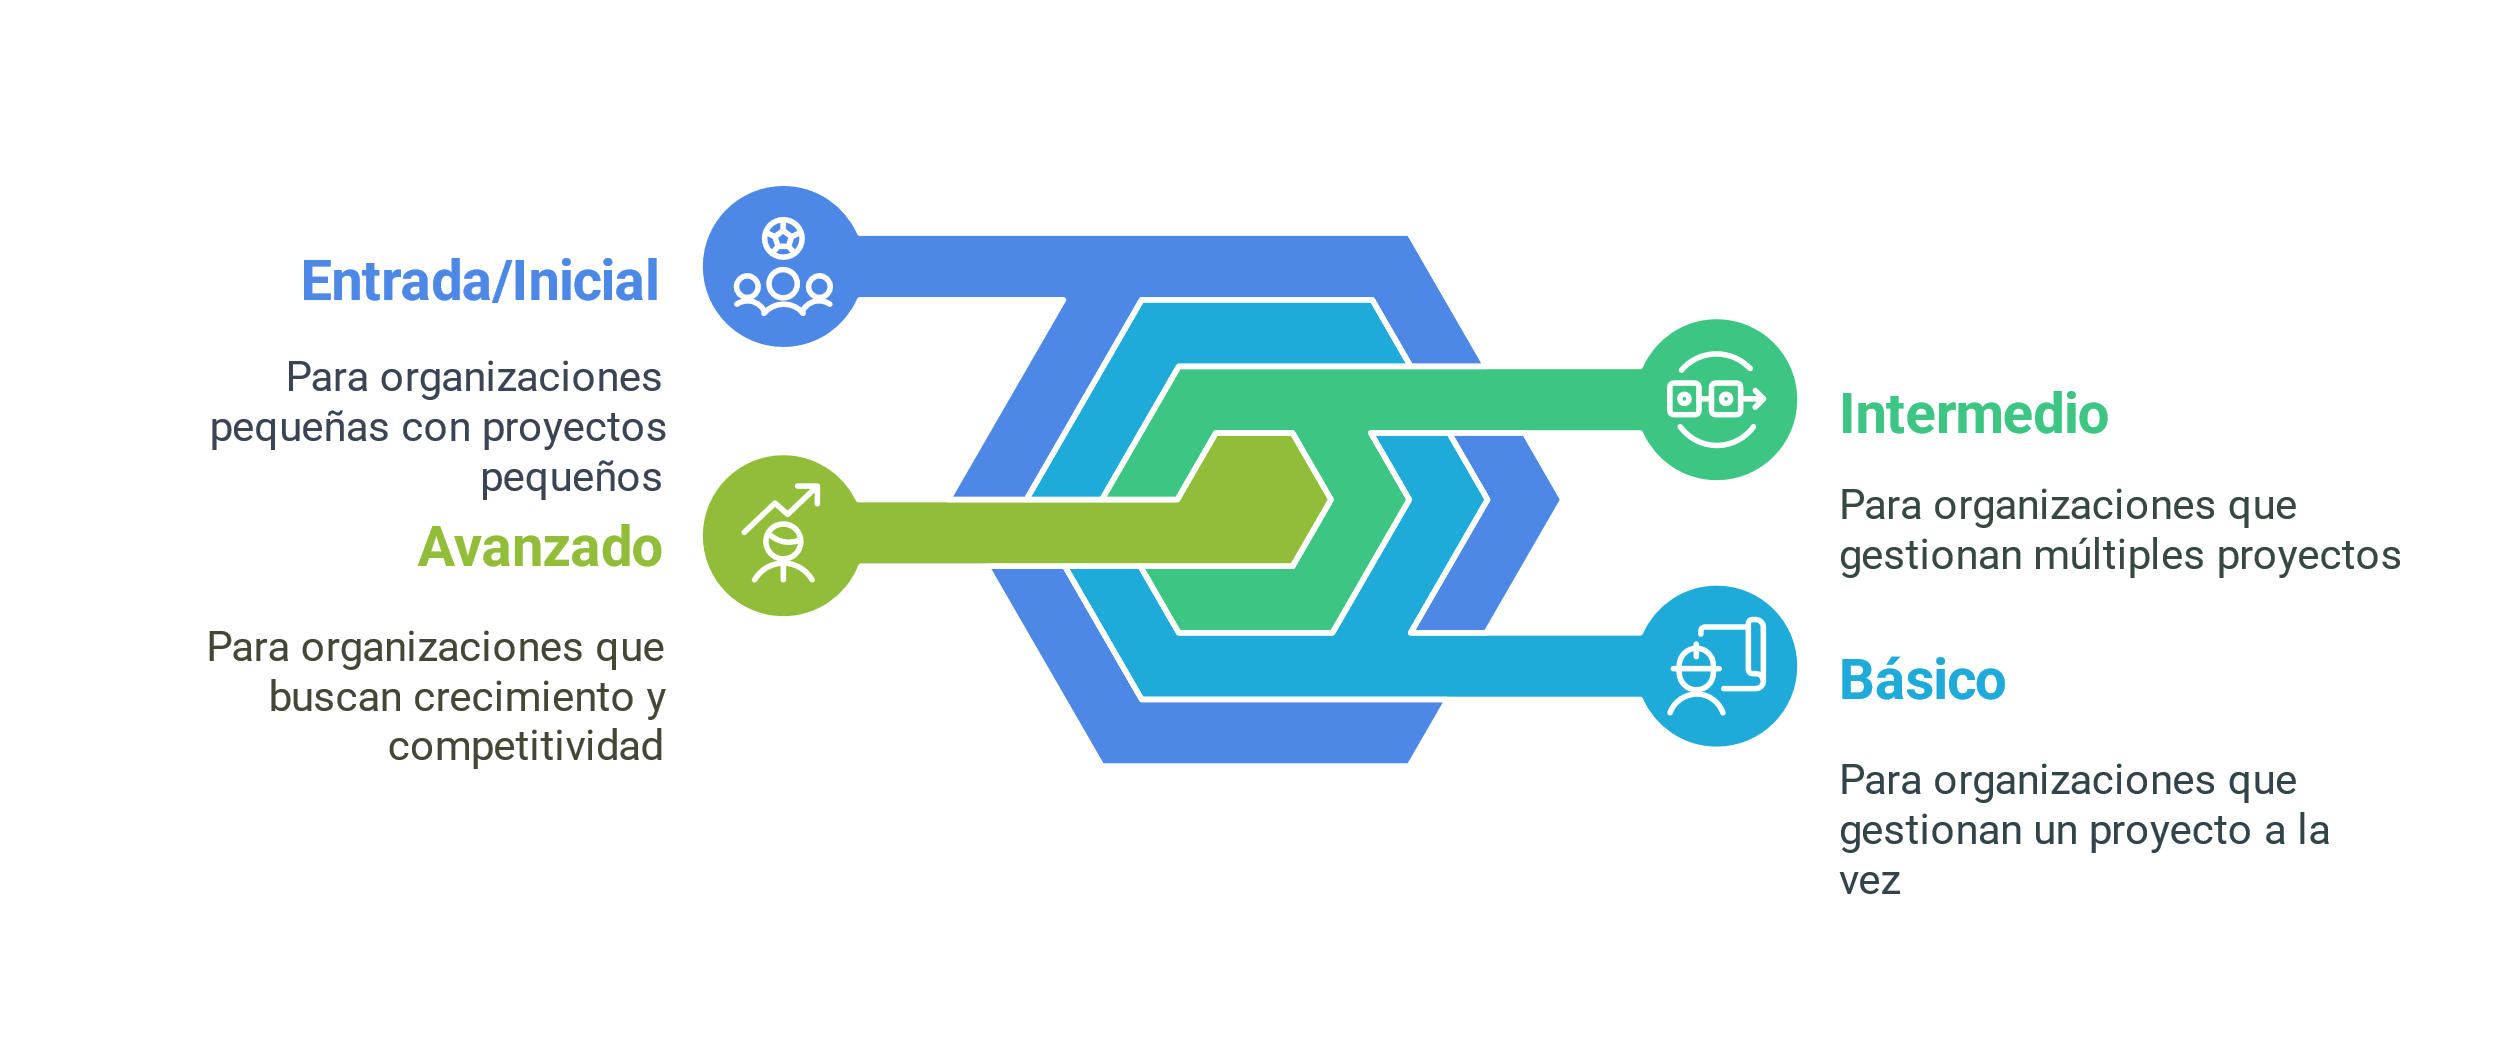 Entrada/Inicial
Para organizaciones
pequeñas con proyectos
pequeños
Avanzado
Para organizaciones que
buscan crecimiento y
competitividad
Intermedio
Para organizaciones que
gestionan múltiples proyectos
Básico
Para organizaciones que
gestionan un proyecto a la
vez